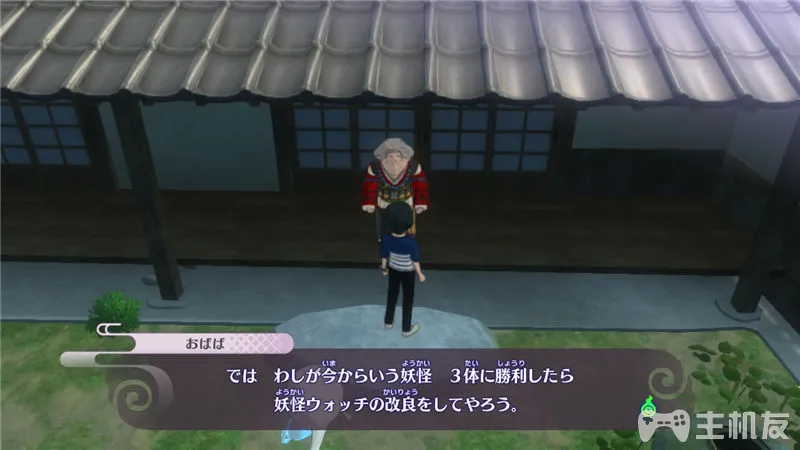 おばば
では　わしが今からいう妖怪　３体に勝利したら
妖怪ウォッチの改良をしてやろう。
主机友